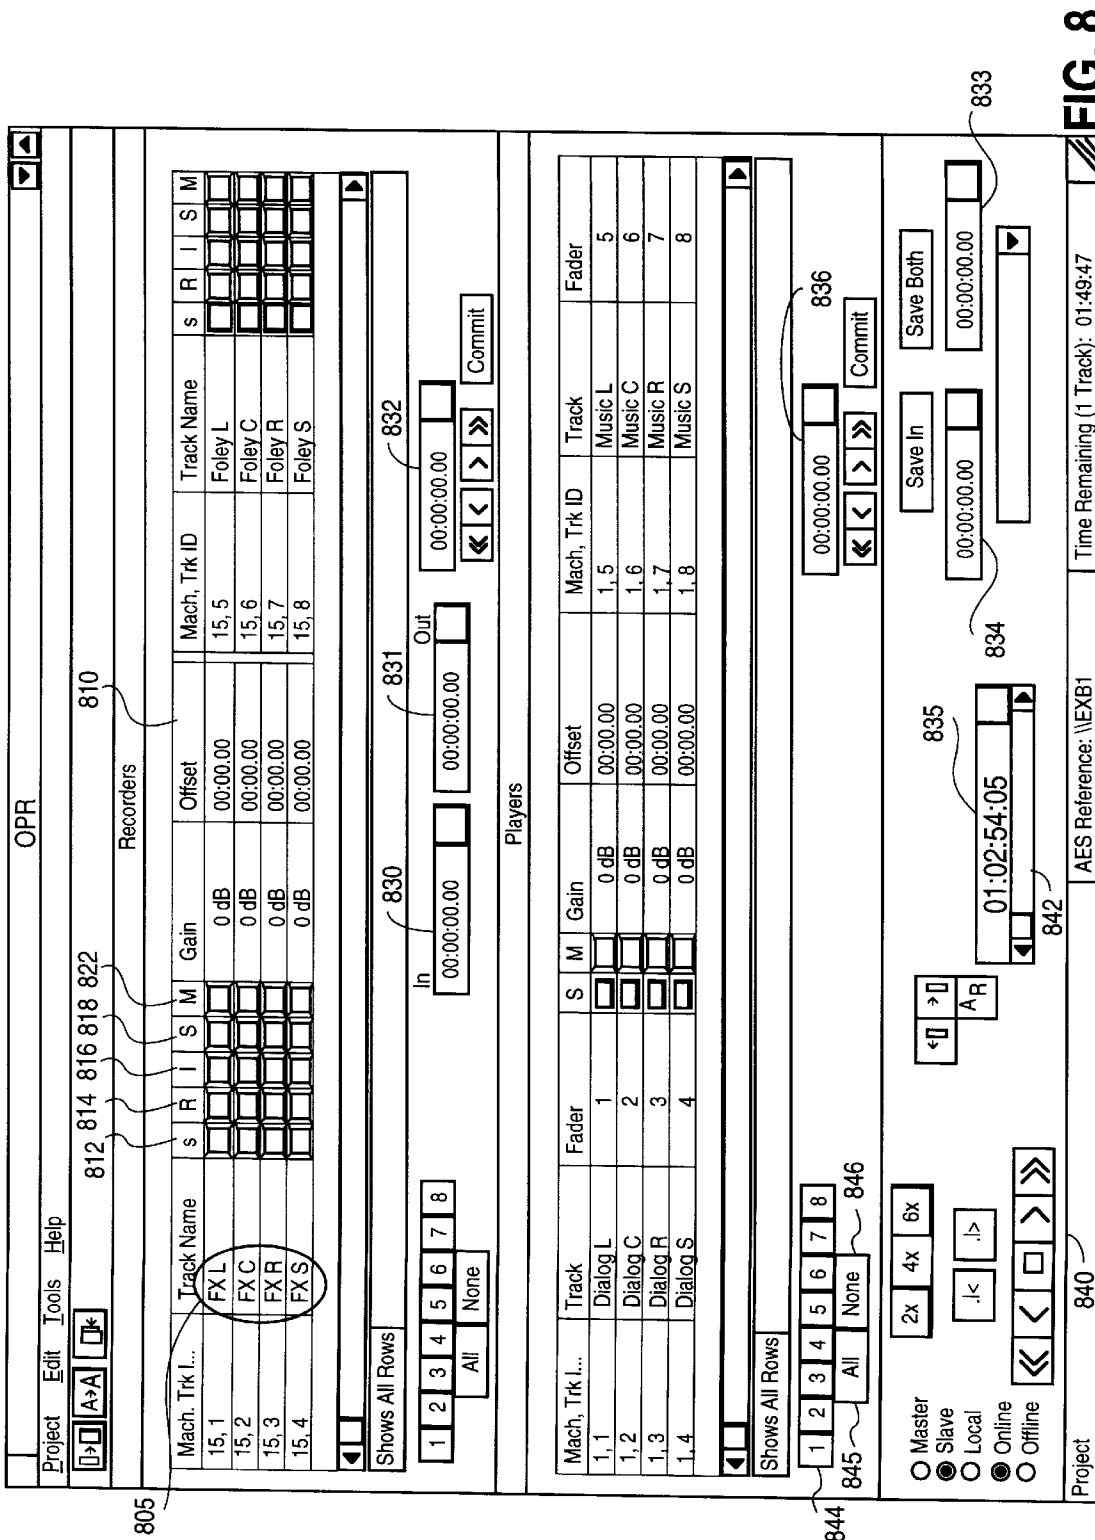 OPR
Project Edit Tools Help
A→A
Recorders
805
812 814 816 818 822
810
Mach. Trk I... Track Name s R I S M Gain Offset Mach, Trk ID Track Name s R I S M
15, 1 FX L 0 dB 00:00.00 15, 5 Foley L
15, 2 FX C 0 dB 00:00.00 15, 6 Foley C
15, 3 FX R 0 dB 00:00.00 15, 7 Foley R
15, 4 FX S 0 dB 00:00.00 15, 8 Foley S
Shows All Rows
830 831 832
In Out
1 2 3 4 5 6 7 8 00:00:00.00 00:00:00.00 00:00:00.00
All None << < > >> Commit
Players
Mach, Trk I... Track Fader S M Gain Offset Mach, Trk ID Track Fader
1, 1 Dialog L 1 0 dB 00:00.00 1, 5 Music L 5
1, 2 Dialog C 2 0 dB 00:00.00 1, 6 Music C 6
1, 3 Dialog R 3 0 dB 00:00.00 1, 7 Music R 7
1, 4 Dialog S 4 0 dB 00:00.00 1, 8 Music S 8
Shows All Rows
836
844 1 2 3 4 5 6 7 8 00:00:00.00
845 All None 846 << < > >> Commit
Master
Slave
Local
Online
Offline
2x 4x 6x
.|< .|>
<< < □ > >>
840
A R
835
01:02:54:05
842
Save In Save Both
00:00:00.00 00:00:00.00
834 833
Project AES Reference: \\EXB1 Time Remaining (1 Track): 01:49:47
FIG. 8